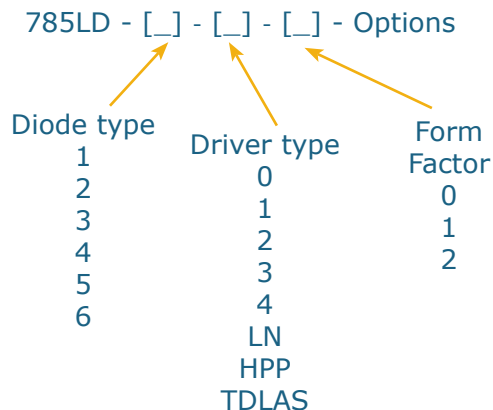 785LD - [_] - [_] - [_] - Options
Diode type
1
2
3
4
5
6
Driver type
0
1
2
3
4
LN
HPP
TDLAS
Form
Factor
0
1
2